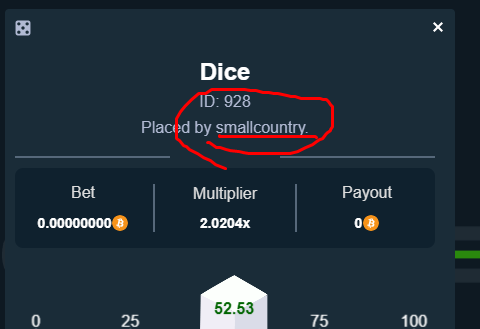 Dice
ID: 928
Placed by smallcountry.
Bet Multiplier Payout
0.00000000 2.0204x 0
52.53
0 25 75 100